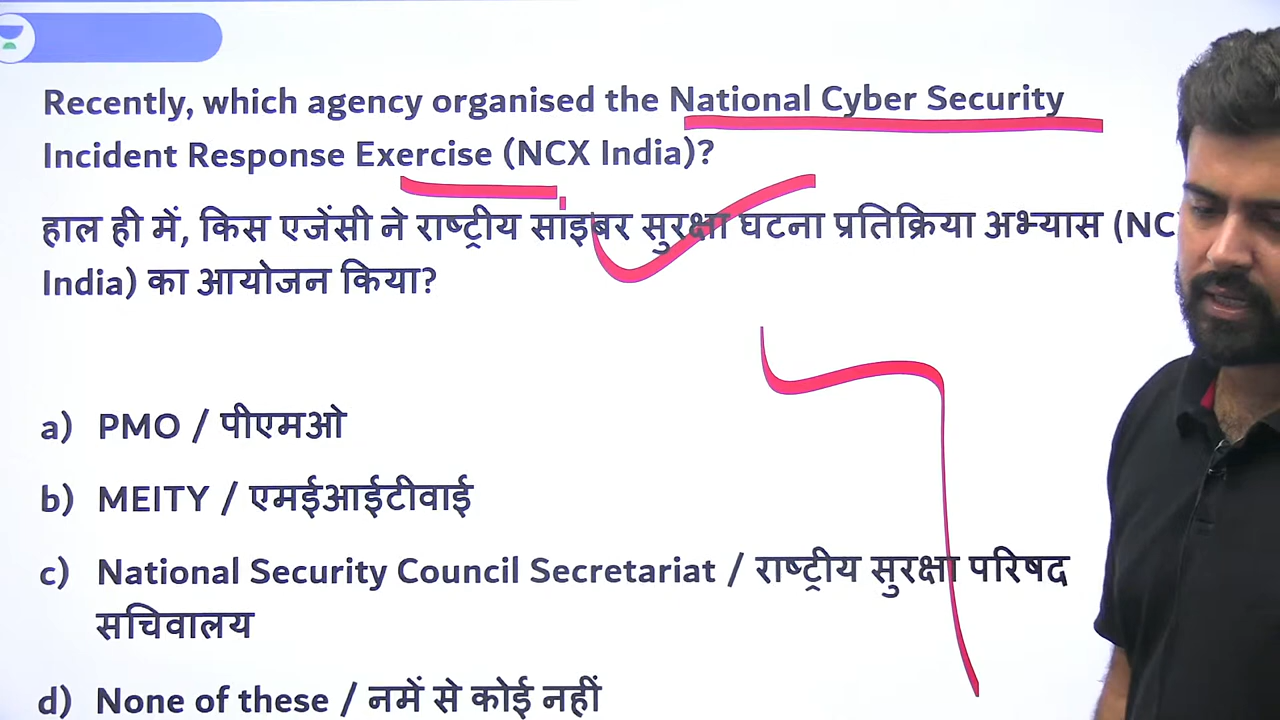 Recently, which agency organised the National Cyber Security
Incident Response Exercise (NCX India)?
हाल ही में, किस एजेंसी ने राष्ट्रीय साइबर सुरक्षा घटना प्रतिक्रिया अभ्यास (NC
India) का आयोजन किया?
a) PMO / पीएमओ
b) MEITY / एमईआईटीवाई
c) National Security Council Secretariat / राष्ट्रीय सुरक्षा परिषद
सचिवालय
d) None of these / नमें से कोई नहीं